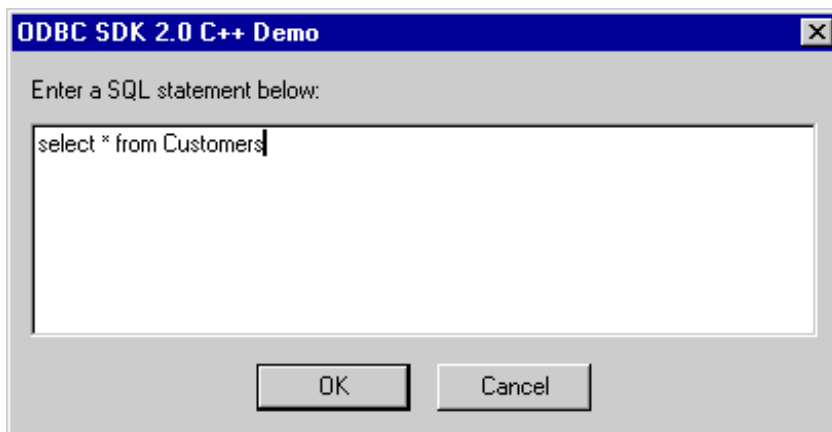 ODBC SDK 2.0 C++ Demo
Enter a SQL statement below:
select * from Customers
OK
Cancel